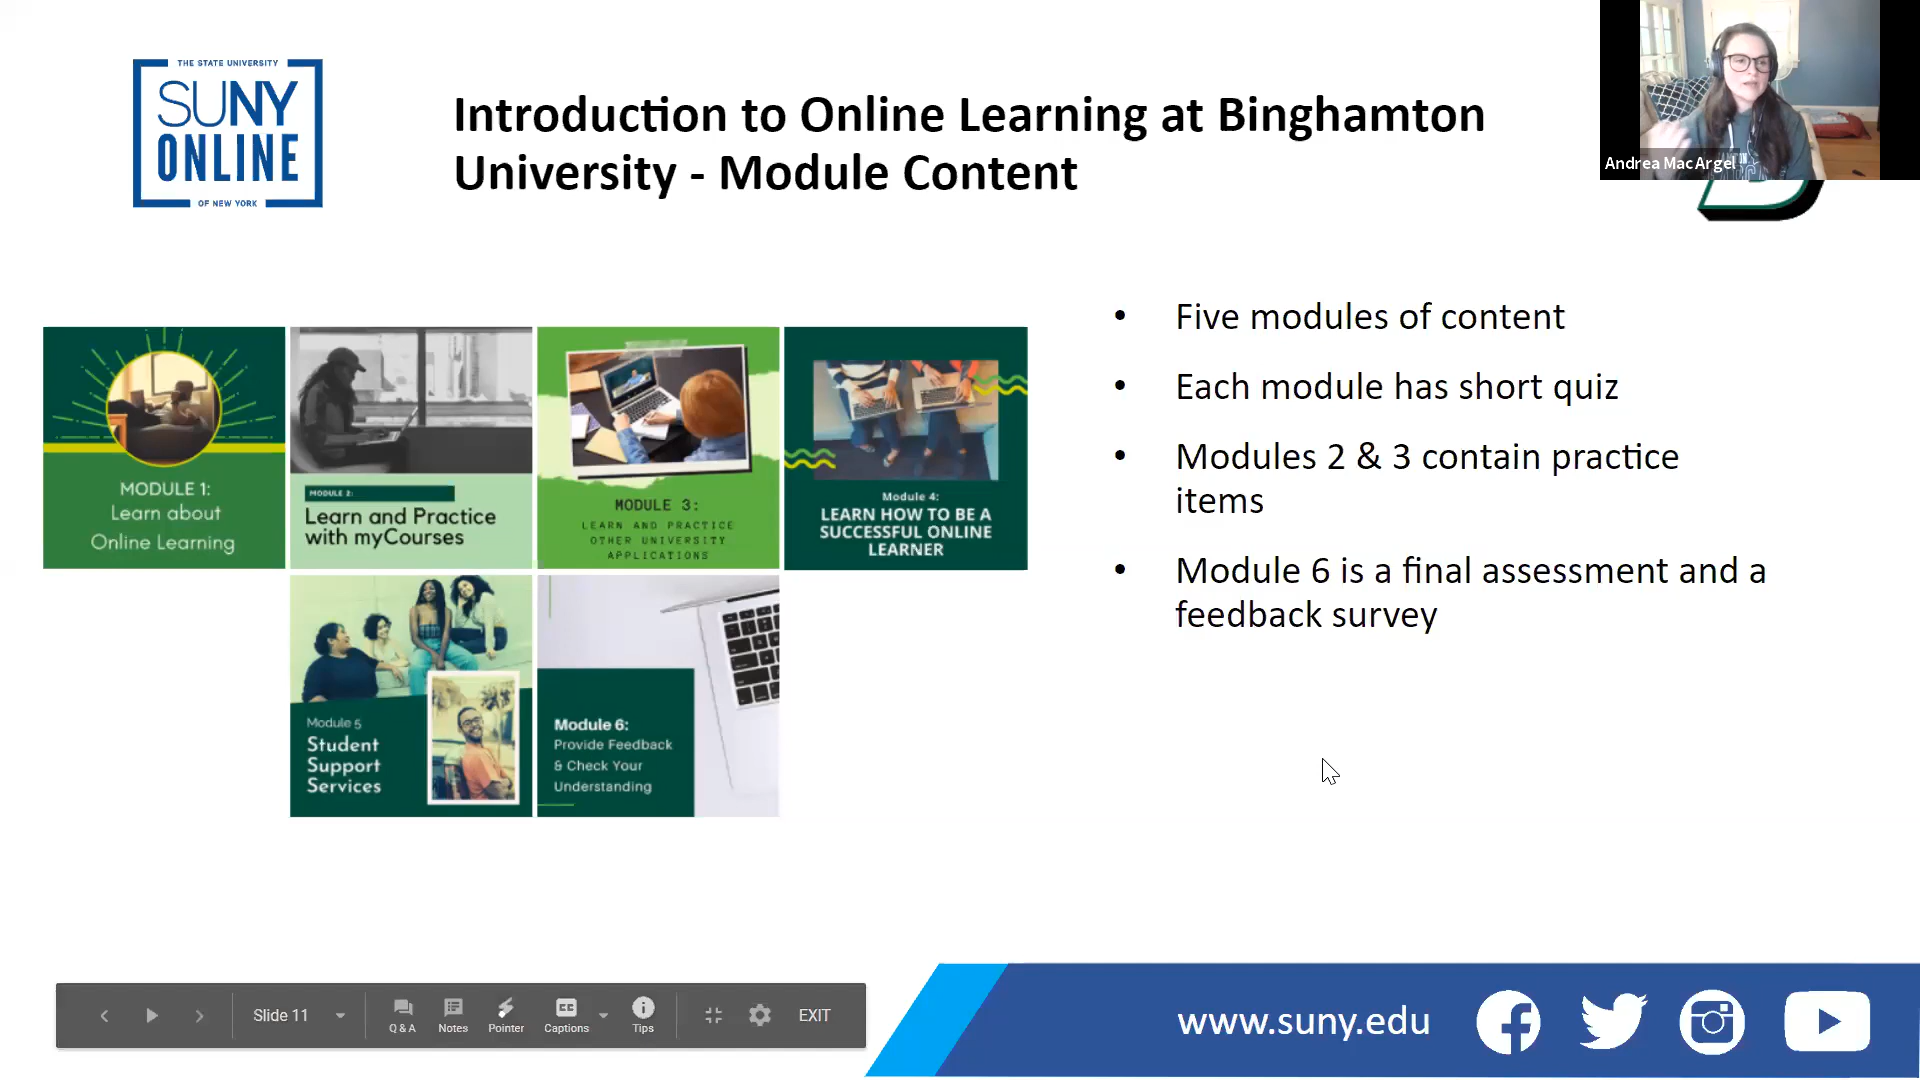 THE STATE UNIVERSITY
SUNY
ONLINE
OF NEW YORK
Introduction to Online Learning at Binghamton
University - Module Content
Andrea Mac Argel
MODULE 1:
Learn about
Online Learning
MODULE 2:
Learn and Practice
with myCourses
MODULE 3:
LEARN AND PRACTICE
OTHER UNIVERSITY
APPLICATIONS
Module 4:
LEARN HOW TO BE A
SUCCESSFUL ONLINE
LEARNER
Module 5
Student
Support
Services
Module 6:
Provide Feedback
& Check Your
Understanding
• Five modules of content
• Each module has short quiz
• Modules 2 & 3 contain practice
items
• Module 6 is a final assessment and a
feedback survey
Slide 11
Q & A
Notes
Pointer
CC
Captions
Tips
EXIT
www.suny.edu